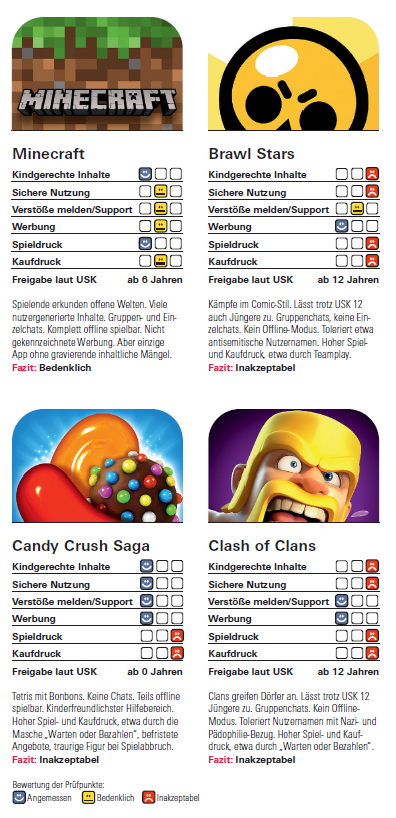 MINECRAFT
Minecraft
Kindgerechte Inhalte
Sichere Nutzung
Verstöße melden/Support
Werbung
Spieldruck
Kaufdruck
Freigabe laut USK ab 6 Jahren
Spielende erkunden offene Welten. Viele
nutzergenerierte Inhalte. Gruppen- und Ein-
zelchats. Komplett offline spielbar. Nicht
gekennzeichnete Werbung. Aber einzige
App ohne gravierende inhaltliche Mängel.
Fazit: Bedenklich
Brawl Stars
Kindgerechte Inhalte
Sichere Nutzung
Verstöße melden/Support
Werbung
Spieldruck
Kaufdruck
Freigabe laut USK ab 12 Jahren
Kämpfe im Comic-Stil. Lässt trotz USK 12
auch Jüngere zu. Gruppenchats, keine Ein-
zelchats. Kein Offline-Modus. Toleriert etwa
antisemitische Nutzernamen. Hoher Spiel-
und Kaufdruck, etwa durch Teamplay.
Fazit: Inakzeptabel
Candy Crush Saga
Kindgerechte Inhalte
Sichere Nutzung
Verstöße melden/Support
Werbung
Spieldruck
Kaufdruck
Freigabe laut USK ab 0 Jahren
Tetris mit Bonbons. Keine Chats. Teils offline
spielbar. Kinderfreundlichster Hilfebereich.
Hoher Spiel- und Kaufdruck, etwa durch die
Masche „Warten oder Bezahlen“, befristete
Angebote, traurige Figur bei Spielabbruch.
Fazit: Inakzeptabel
Clash of Clans
Kindgerechte Inhalte
Sichere Nutzung
Verstöße melden/Support
Werbung
Spieldruck
Kaufdruck
Freigabe laut USK ab 12 Jahren
Clans greifen Dörfer an. Lässt trotz USK 12
Jüngere zu. Gruppenchats. Kein Offline-
Modus. Toleriert Nutzernamen mit Nazi- und
Pädophilie-Bezug. Hoher Spiel- und Kauf-
druck, etwa durch „Warten oder Bezahlen“.
Fazit: Inakzeptabel
Bewertung der Prüfpunkte:
Angemessen Bedenklich Inakzeptabel